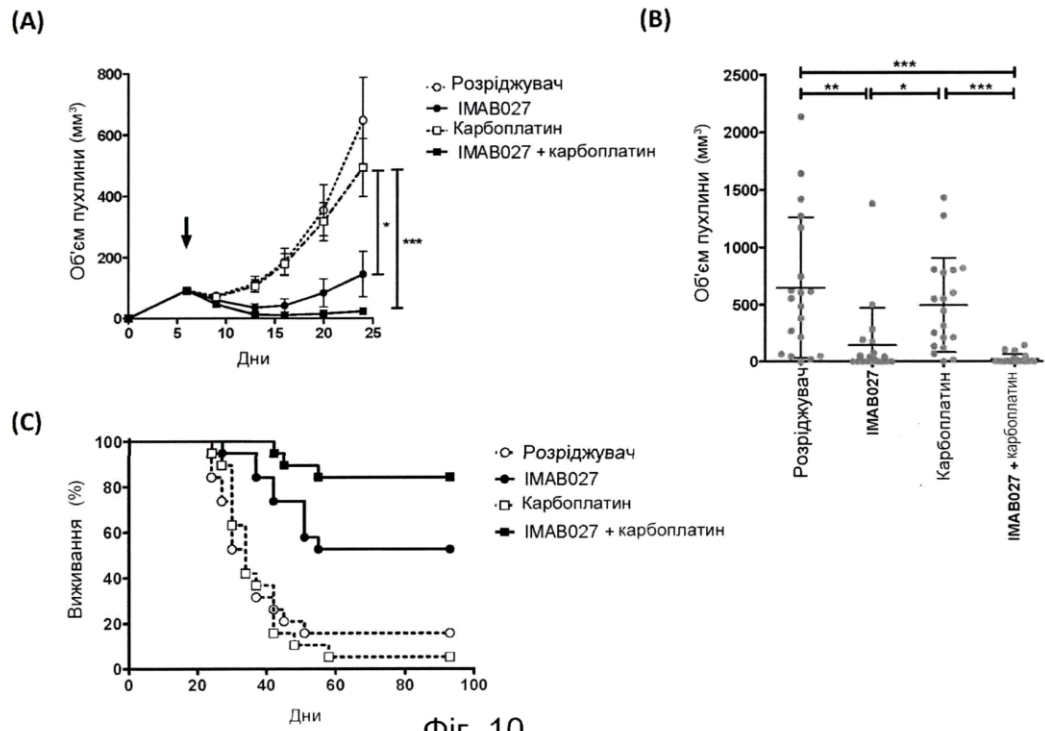 (A)
800
600
400
200
0
Об'єм пухлини (мм³)
0 5 10 15 20 25
Дни
*
***
Розріджувач
IMAB027
Карбоплатин
IMAB027 + карбоплатин
(B)
***
** * ***
2500
2000
1500
1000
500
0
Об'єм пухлини (мм³)
Розріджувач
IMAB027
Карбоплатин
IMAB027 + карбоплатин
(C)
100
80
60
40
20
0
Виживання (%)
0 20 40 60 80 100
Дни
Розріджувач
IMAB027
Карбоплатин
IMAB027 + карбоплатин
Фіг. 10